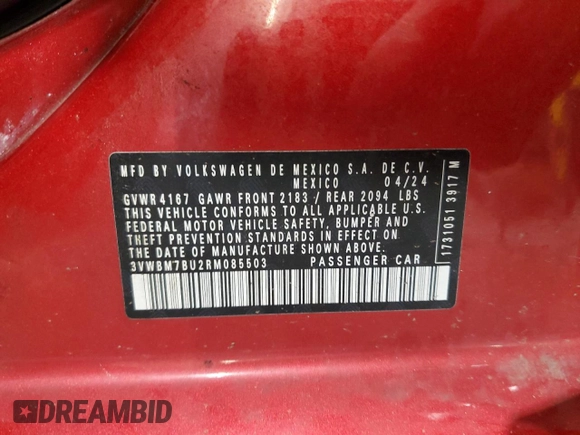 MFD BY VOLKSWAGEN DE MEXICO S.A. DE C.V.
MEXICO 04/24
GVWR 4167 GAWR FRONT 2183 / REAR 2094 LBS
THIS VEHICLE CONFORMS TO ALL APPLICABLE U.S.
FEDERAL MOTOR VEHICLE SAFETY, BUMPER AND
THEFT PREVENTION STANDARDS IN EFFECT ON
THE DATE OF MANUFACTURE SHOWN ABOVE.
3VWBM7BU2RM085503 PASSENGER CAR
1731051 3917 M
DREAMBID